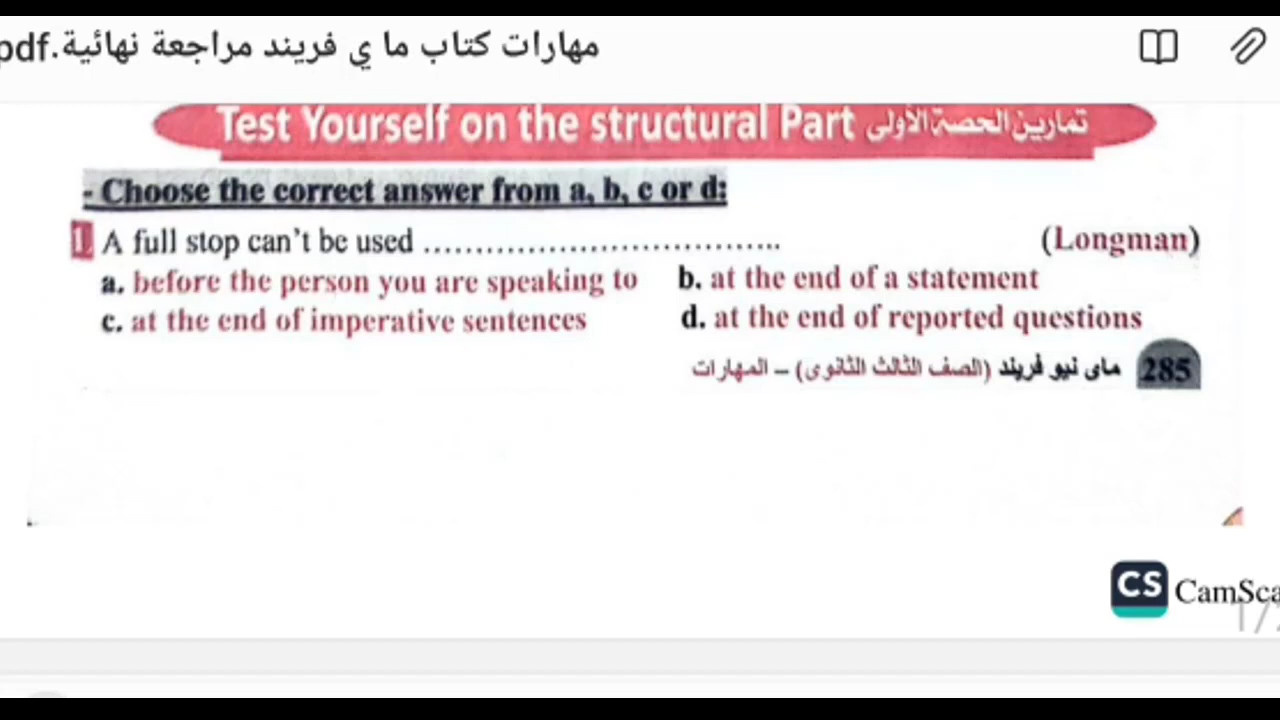 مهارات كتاب ما ي فريند مراجعة نهائية.pdf
Test Yourself on the structural Part تمارين الحصة الأولى
- Choose the correct answer from a, b, c or d:
1 A full stop can't be used .................................. (Longman)
a. before the person you are speaking to b. at the end of a statement
c. at the end of imperative sentences d. at the end of reported questions
285 ماى نيو فريند (الصف الثالث الثانوى) – المهارات
CS CamSca